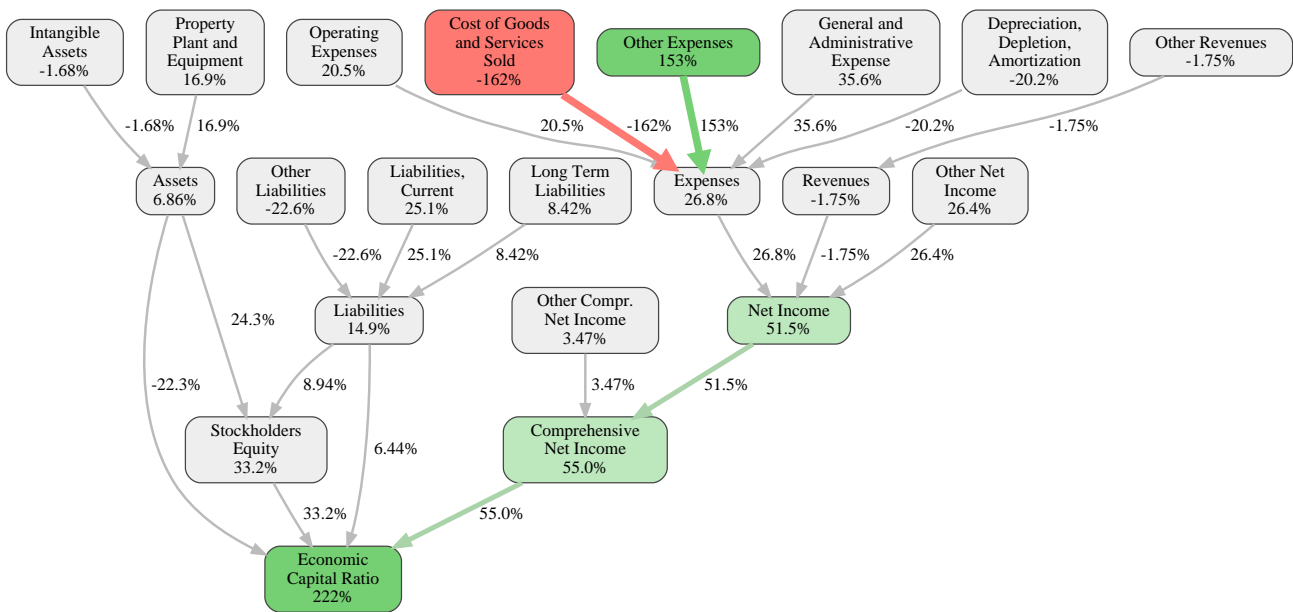 Intangible
Assets
-1.68%
Property
Plant and
Equipment
16.9%
Operating
Expenses
20.5%
Cost of Goods
and Services
Sold
-162%
Other Expenses
153%
General and
Administrative
Expense
35.6%
Depreciation,
Depletion,
Amortization
-20.2%
Other Revenues
-1.75%
-1.68%
16.9%
20.5%
-162%
153%
35.6%
-20.2%
-1.75%
Assets
6.86%
Other
Liabilities
-22.6%
Liabilities,
Current
25.1%
Long Term
Liabilities
8.42%
Expenses
26.8%
Revenues
-1.75%
Other Net
Income
26.4%
-22.6%
25.1%
8.42%
26.8%
-1.75%
26.4%
24.3%
Liabilities
14.9%
Other Compr.
Net Income
3.47%
Net Income
51.5%
-22.3%
8.94%
3.47%
51.5%
Stockholders
Equity
33.2%
6.44%
Comprehensive
Net Income
55.0%
33.2%
55.0%
Economic
Capital Ratio
222%